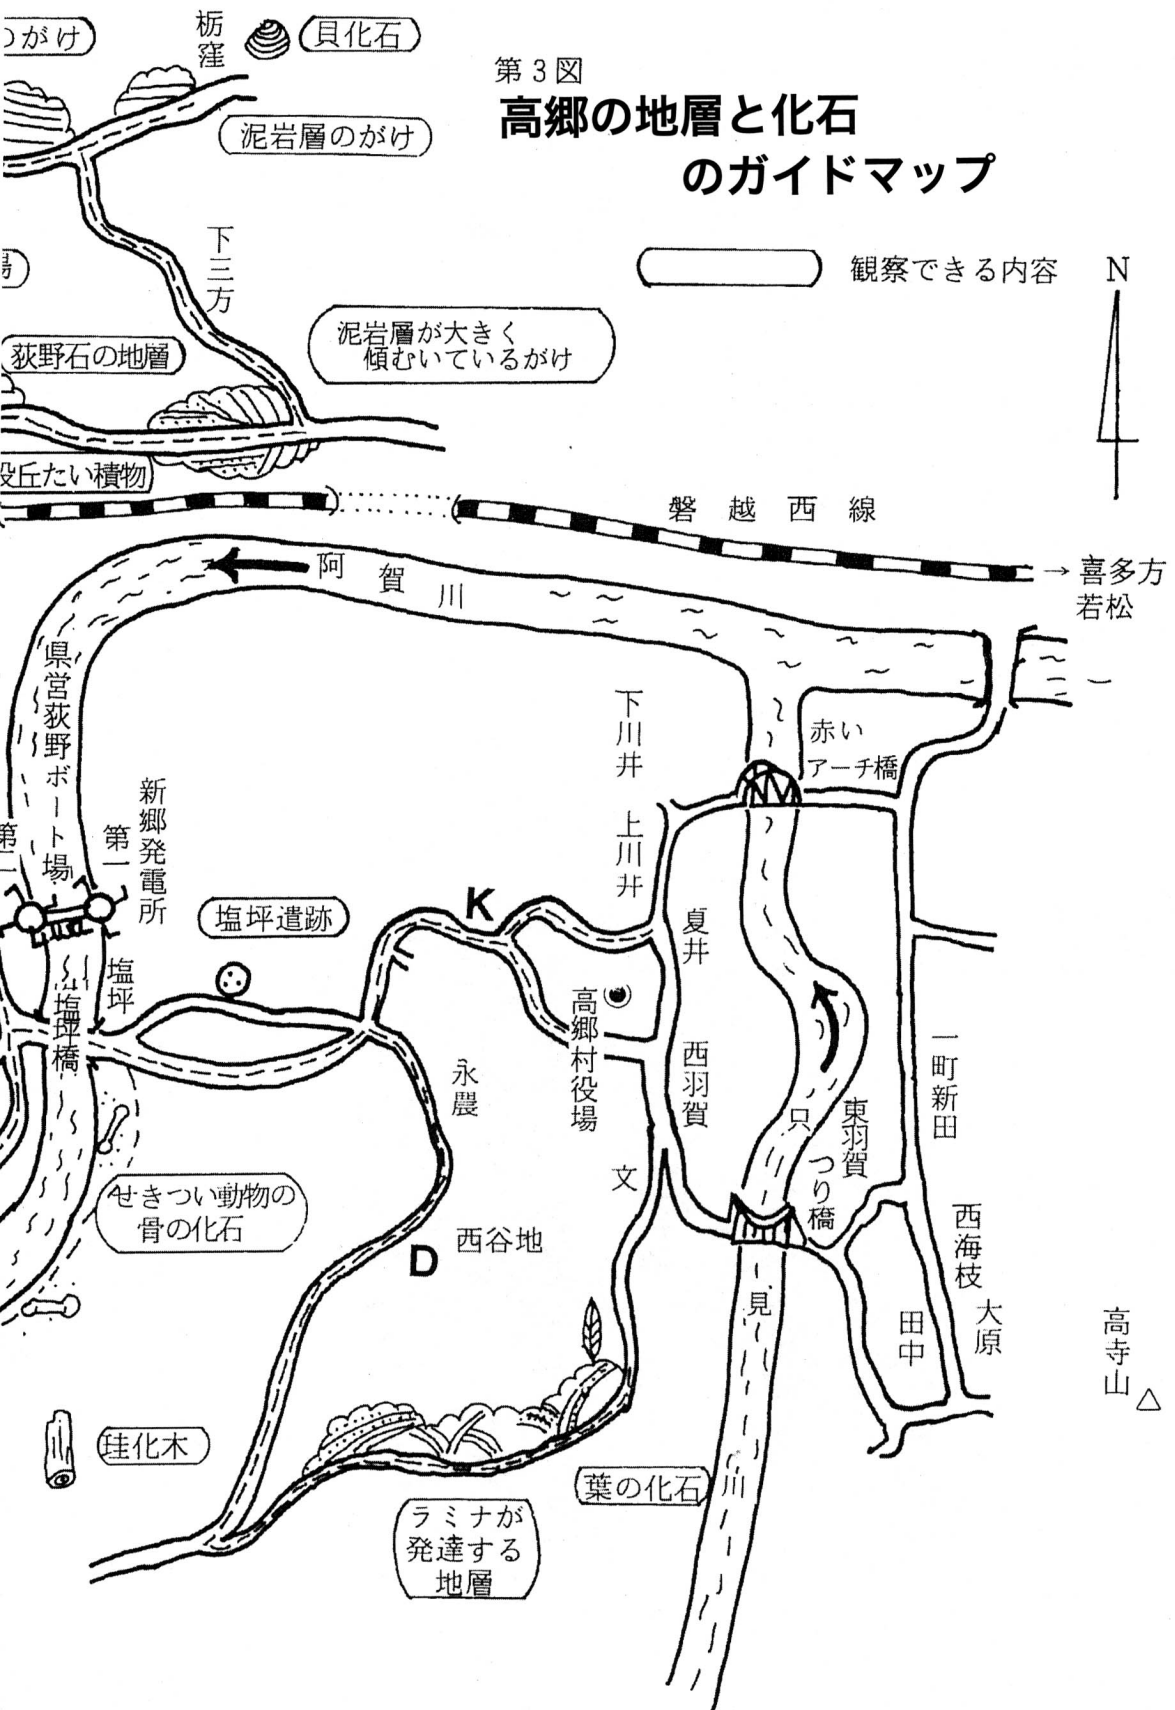 のがけ
栃窪
貝化石
第3図
高郷の地層と化石
のガイドマップ
泥岩層のがけ
下三方
場
観察できる内容
N
泥岩層が大きく
傾むいているがけ
荻野石の地層
段丘たい積物
磐越西線
→喜多方
若松
阿賀川
県営荻野ボート場
下川井
赤い
アーチ橋
新郷発電所
第一
第二
上川井
K
塩坪遺跡
夏井
塩坪
塩坪橋
高郷村役場
永農
西羽賀
一町新田
只
東羽賀
つり橋
文
せきつい動物の
骨の化石
D
西谷地
西海枝
見
大原
田中
高寺山
珪化木
葉の化石
川
ラミナが
発達する
地層